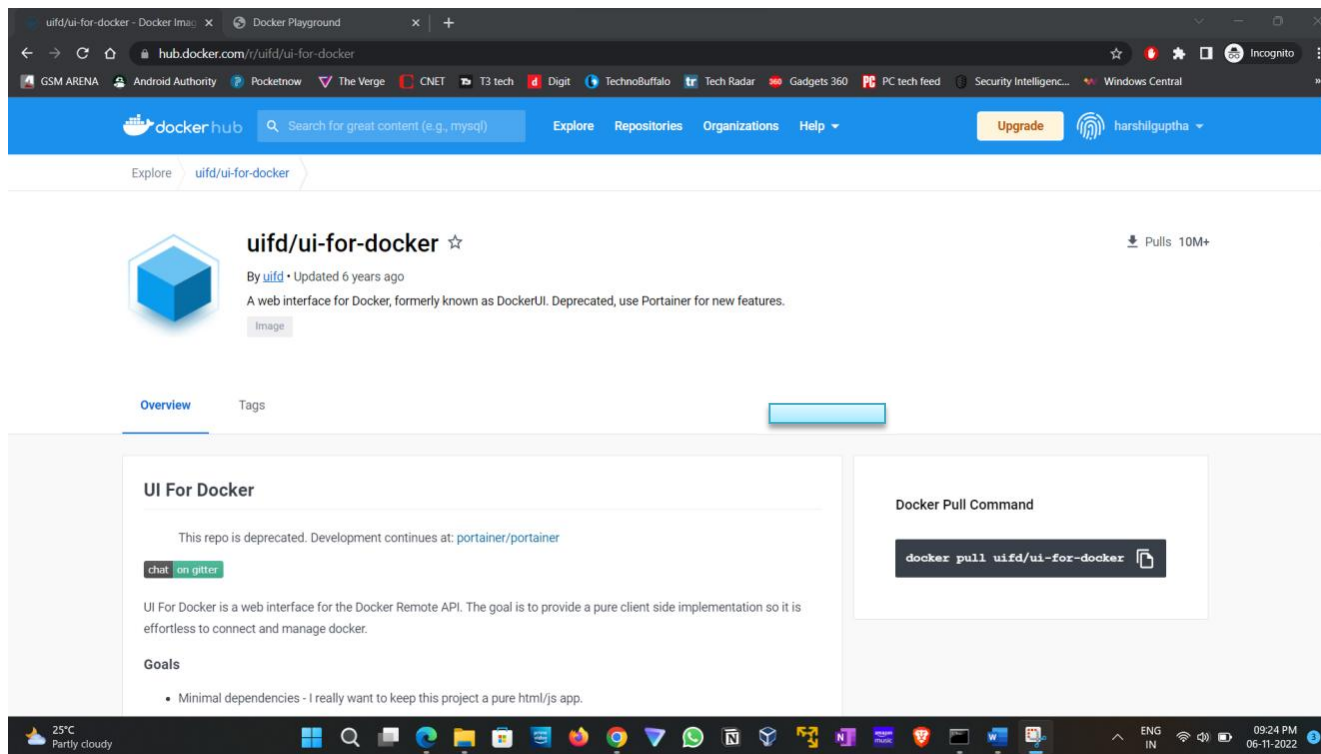 uifd/ui-for-docker - Docker Imag
Docker Playground
hub.docker.com/r/uifd/ui-for-docker
Incognito
GSM ARENA Android Authority Pocketnow The Verge CNET T3 tech Digit TechnoBuffalo Tech Radar Gadgets 360 PC tech feed Security Intelligenc... Windows Central »
docker hub Search for great content (e.g., mysql) Explore Repositories Organizations Help Upgrade harshilguptha
Explore uifd/ui-for-docker
uifd/ui-for-docker
Pulls 10M+
By uifd • Updated 6 years ago
A web interface for Docker, formerly known as DockerUI. Deprecated, use Portainer for new features.
Image
Overview Tags
UI For Docker
This repo is deprecated. Development continues at: portainer/portainer
chat on gitter
UI For Docker is a web interface for the Docker Remote API. The goal is to provide a pure client side implementation so it is
effortless to connect and manage docker.
Goals
• Minimal dependencies - I really want to keep this project a pure html/js app.
Docker Pull Command
docker pull uifd/ui-for-docker
25°C
Partly cloudy
ENG
IN
09:24 PM
06-11-2022
3